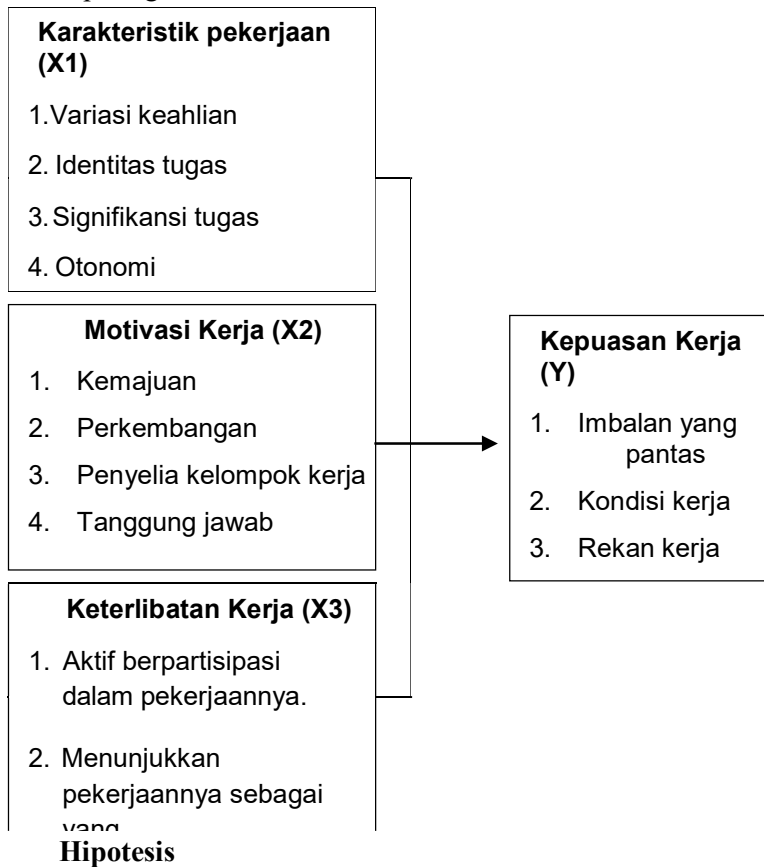 Karakteristik pekerjaan
(X1)
1.Variasi keahlian
2. Identitas tugas
3. Signifikansi tugas
4. Otonomi
Motivasi Kerja (X2)
1. Kemajuan
2. Perkembangan
3. Penyelia kelompok kerja
4. Tanggung jawab
Kepuasan Kerja
(Y)
1. Imbalan yang
pantas
2. Kondisi kerja
3. Rekan kerja
Keterlibatan Kerja (X3)
1. Aktif berpartisipasi
dalam pekerjaannya.
2. Menunjukkan
pekerjaannya sebagai
yang
Hipotesis